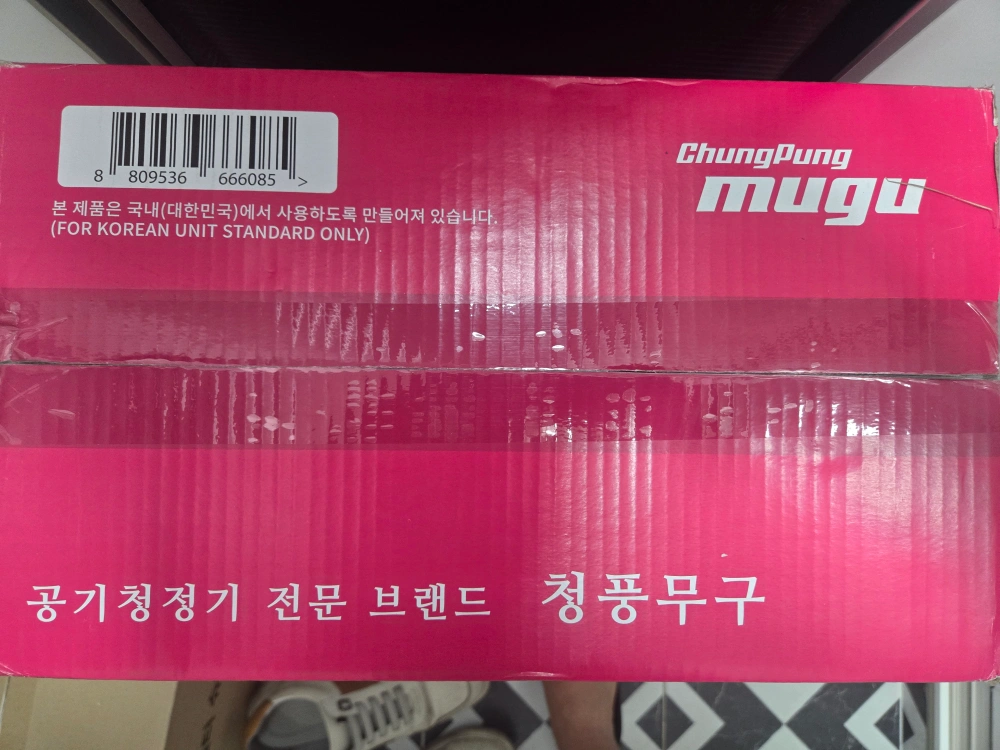 8 809536 666085 >
본 제품은 국내(대한민국)에서 사용하도록 만들어져 있습니다.
(FOR KOREAN UNIT STANDARD ONLY)
ChungPung
mugu
공기청정기 전문 브랜드 청풍무구